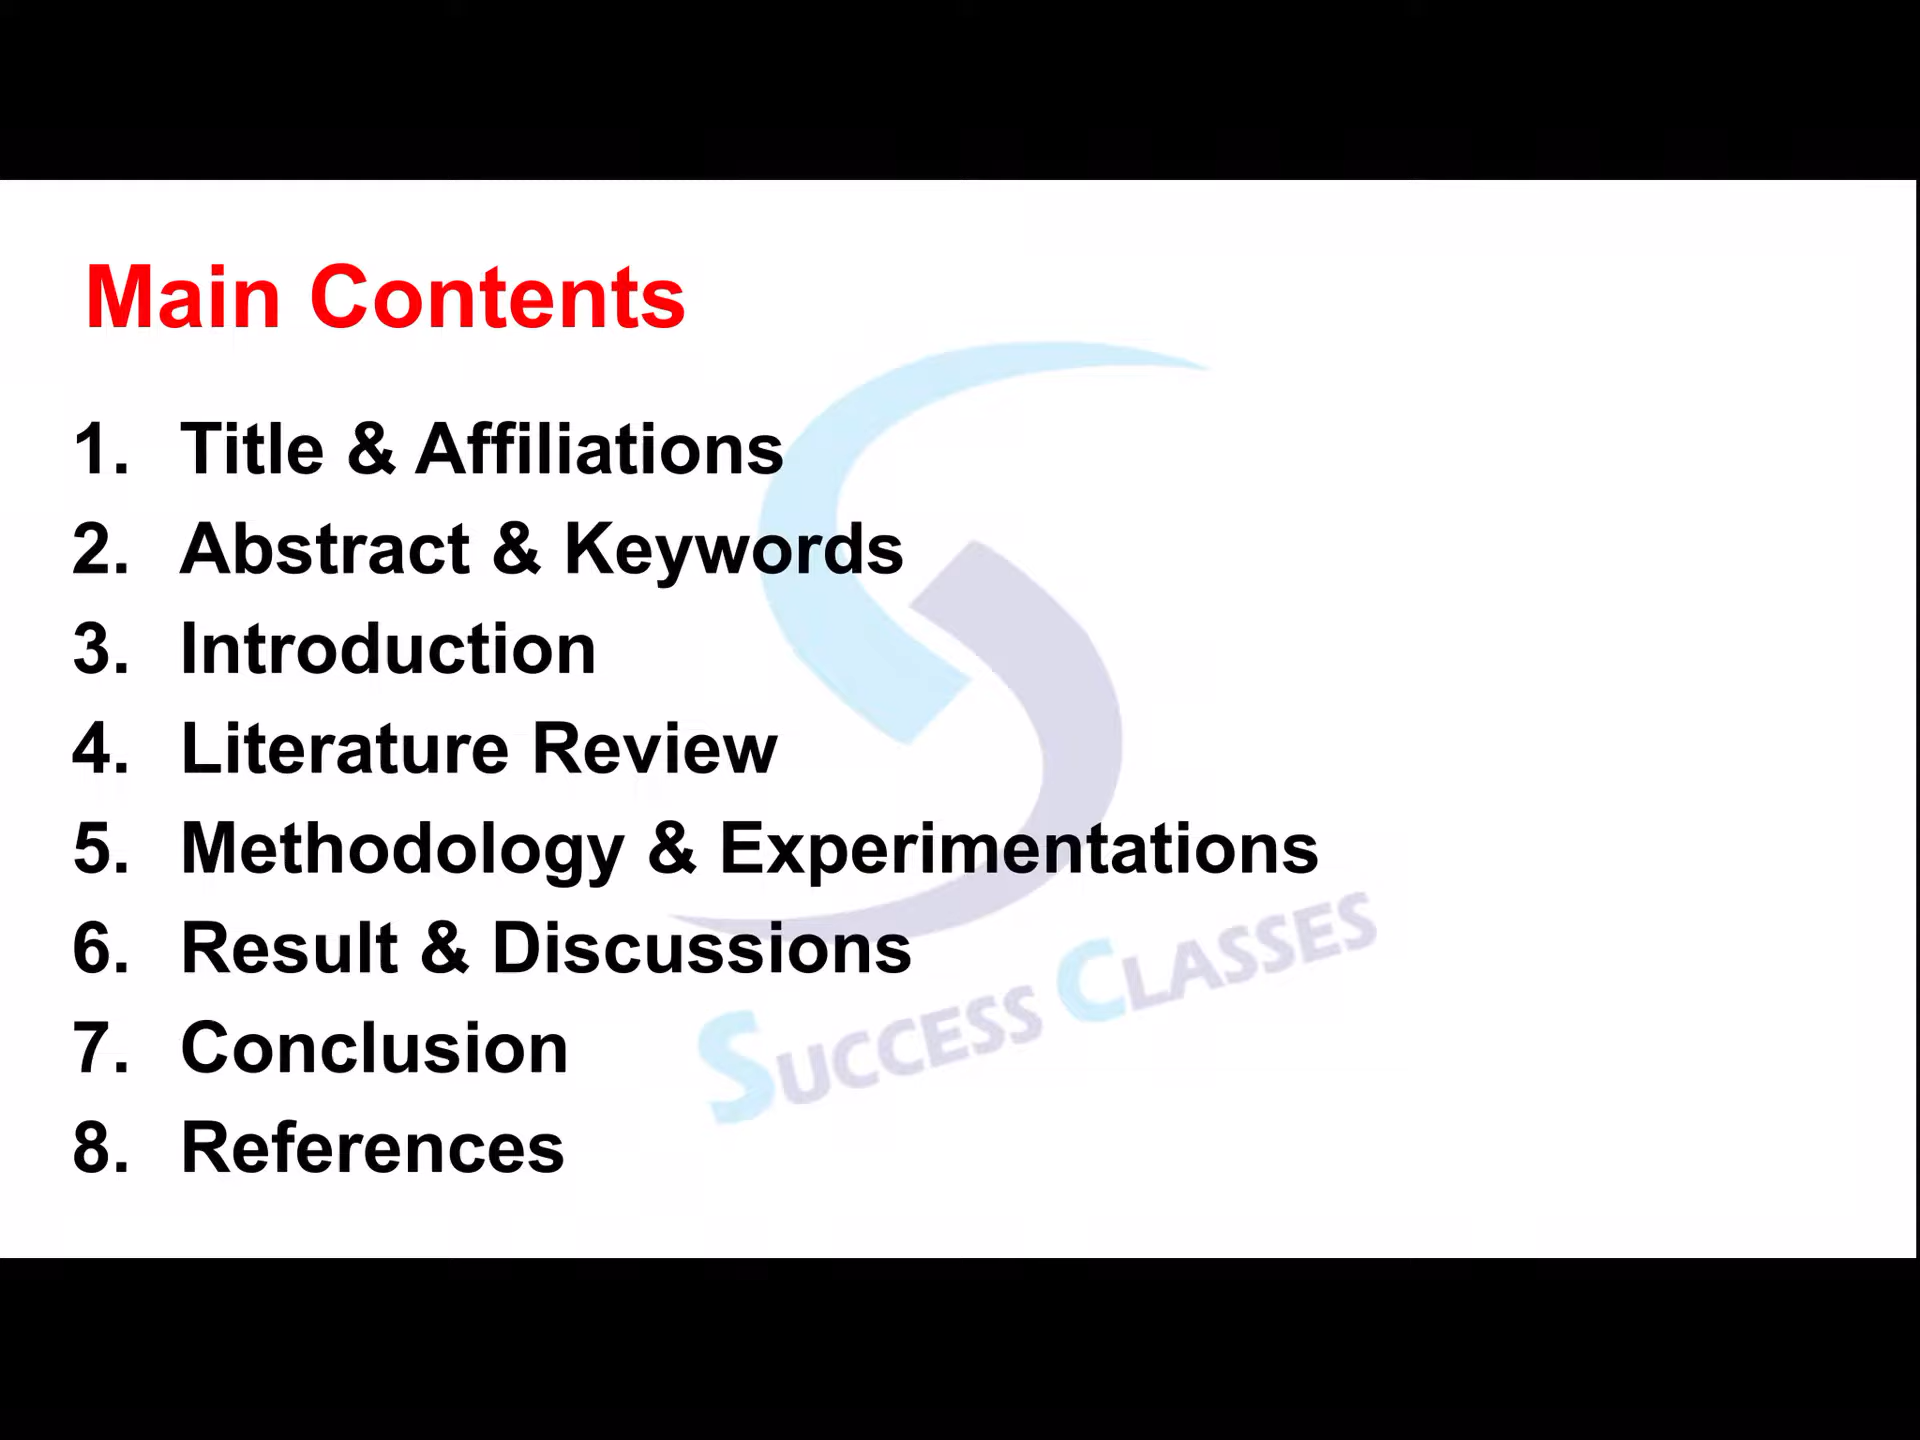 Main Contents
1. Title & Affiliations
2. Abstract & Keywords
3. Introduction
4. Literature Review
5. Methodology & Experimentations
6. Result & Discussions
7. Conclusion
8. References
SUCCESS CLASSES